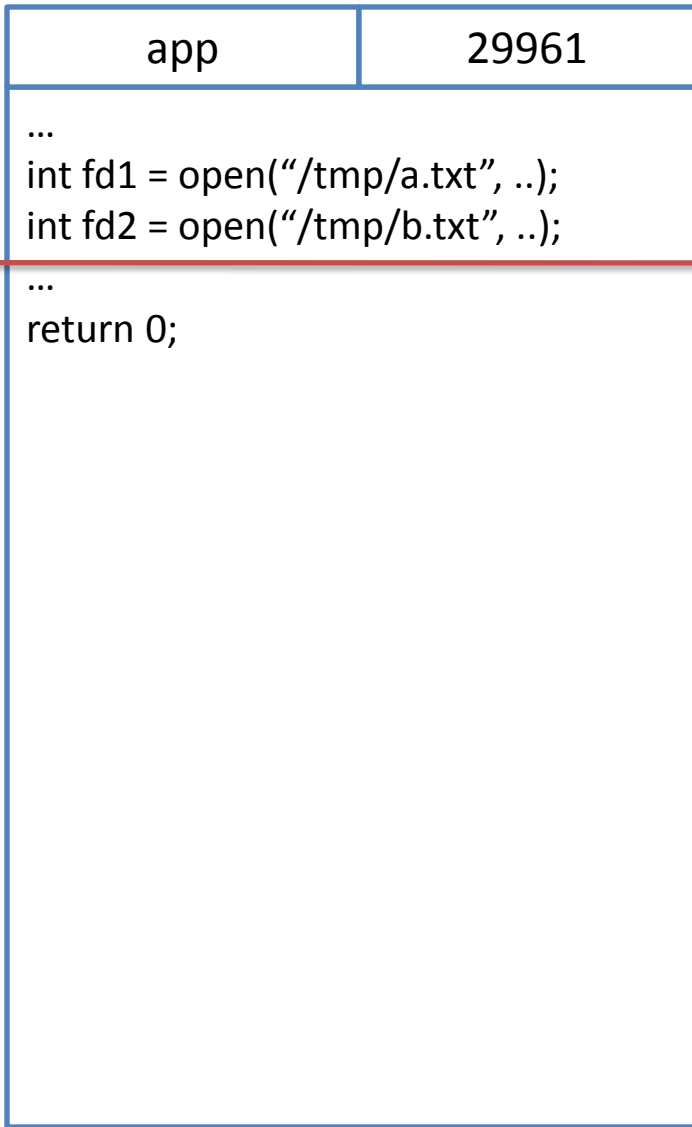 app 29961
…
int fd1 = open(“/tmp/a.txt”, ..);
int fd2 = open(“/tmp/b.txt”, ..);
…
return 0;